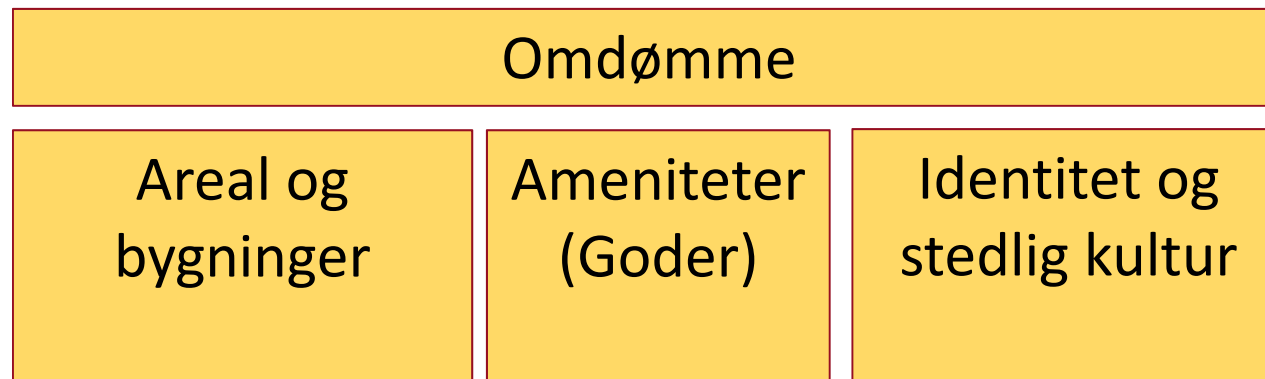 Omdømme
Areal og
bygninger
Ameniteter
(Goder)
Identitet og
stedlig kultur